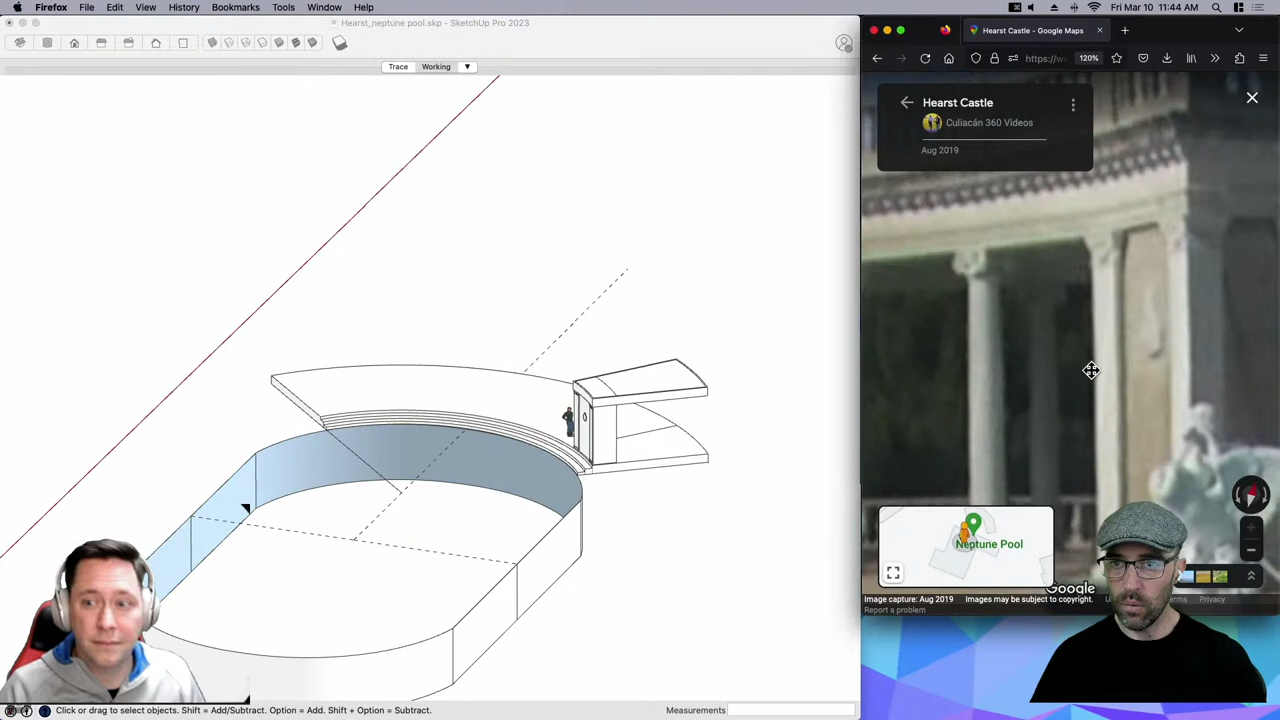 Firefox File Edit View History Bookmarks Tools Window Help
Fri Mar 10 11:44 AM
Hearst_neptune pool.skp - SketchUp Pro 2023
Trace Working
Hearst Castle - Google Maps
https://w
120%
Hearst Castle
Culiacán 360 Videos
Aug 2019
Neptune Pool
Google
Image capture: Aug 2019 Images may be subject to copyright. Terms Privacy
Report a problem
Click or drag to select objects. Shift = Add/Subtract. Option = Add. Shift + Option = Subtract.
Measurements